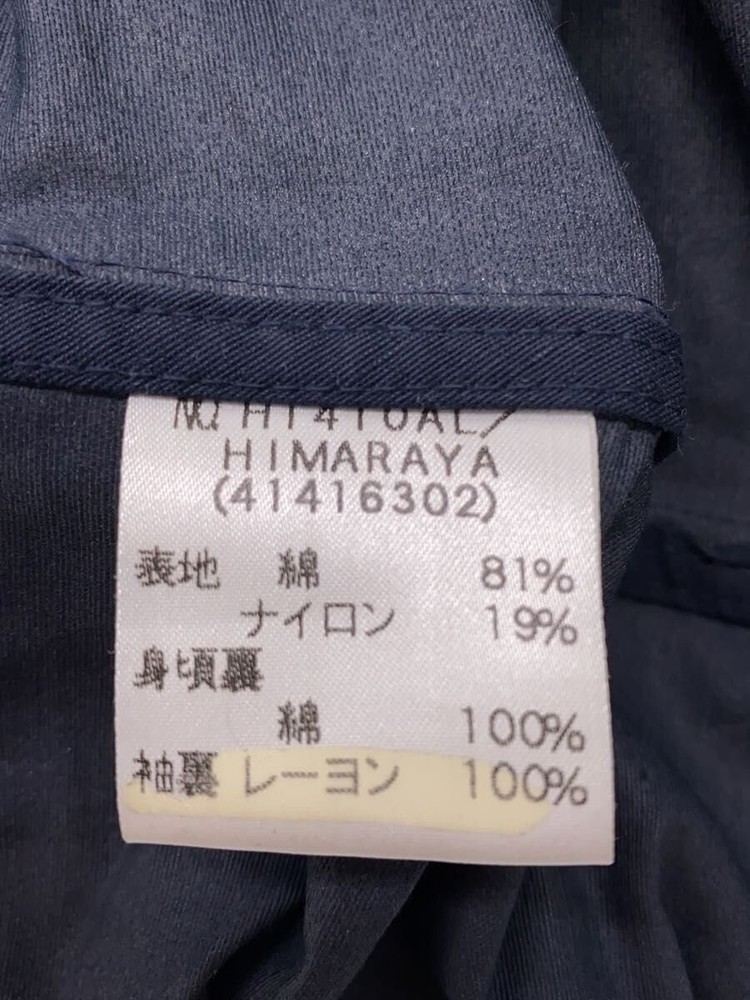 HIMARAYA
(41416302)
表地 綿 81%
ナイロン 19%
身頃裏
綿 100%
袖裏 レーヨン 100%